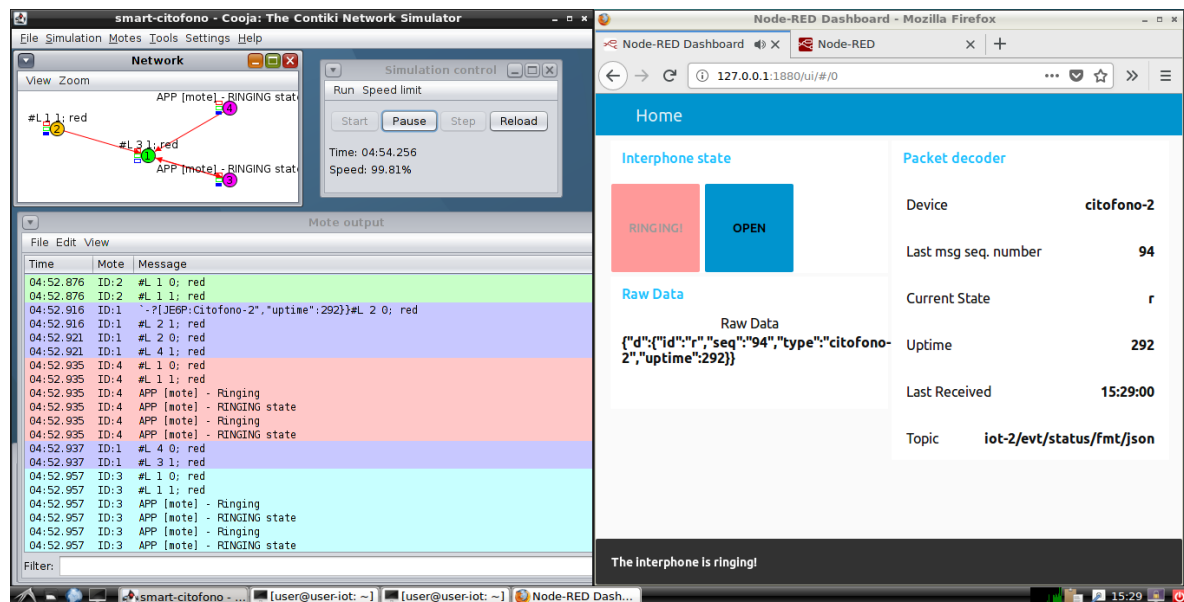 smart-citofono - Cooja: The Contiki Network Simulator
File Simulation Motes Tools Settings Help
Network
View Zoom
APP [mote] - RINGING stat
4
#L 1 1; red
2
#L 3 1; red
1
APP [mote] - RINGING stat
3
Simulation control
Run Speed limit
Start Pause Step Reload
Time: 04:54.256
Speed: 99.81%
Mote output
File Edit View
Time Mote Message
04:52.876 ID:2 #L 1 0; red
04:52.876 ID:2 #L 1 1; red
04:52.916 ID:1 `-?[JE6P:Citofono-2","uptime":292}}#L 2 0; red
04:52.916 ID:1 #L 2 1; red
04:52.921 ID:1 #L 2 0; red
04:52.921 ID:1 #L 4 1; red
04:52.935 ID:4 #L 1 0; red
04:52.935 ID:4 #L 1 1; red
04:52.935 ID:4 APP [mote] - Ringing
04:52.935 ID:4 APP [mote] - RINGING state
04:52.935 ID:4 APP [mote] - Ringing
04:52.935 ID:4 APP [mote] - RINGING state
04:52.937 ID:1 #L 4 0; red
04:52.937 ID:1 #L 3 1; red
04:52.957 ID:3 #L 1 0; red
04:52.957 ID:3 #L 1 1; red
04:52.957 ID:3 APP [mote] - Ringing
04:52.957 ID:3 APP [mote] - RINGING state
04:52.957 ID:3 APP [mote] - Ringing
04:52.957 ID:3 APP [mote] - RINGING state
Filter:
Node-RED Dashboard - Mozilla Firefox
Node-RED Dashboard Node-RED
127.0.0.1:1880/ui/#/0
Home
Interphone state
RINGING! OPEN
Raw Data
Raw Data
{"d":{"id":"r","seq":"94","type":"citofono-
2","uptime":292}}
Packet decoder
Device citofono-2
Last msg seq. number 94
Current State r
Uptime 292
Last Received 15:29:00
Topic iot-2/evt/status/fmt/json
The interphone is ringing!
smart-citofono - ... [user@user-iot: ~] [user@user-iot: ~] Node-RED Dash... 15:29